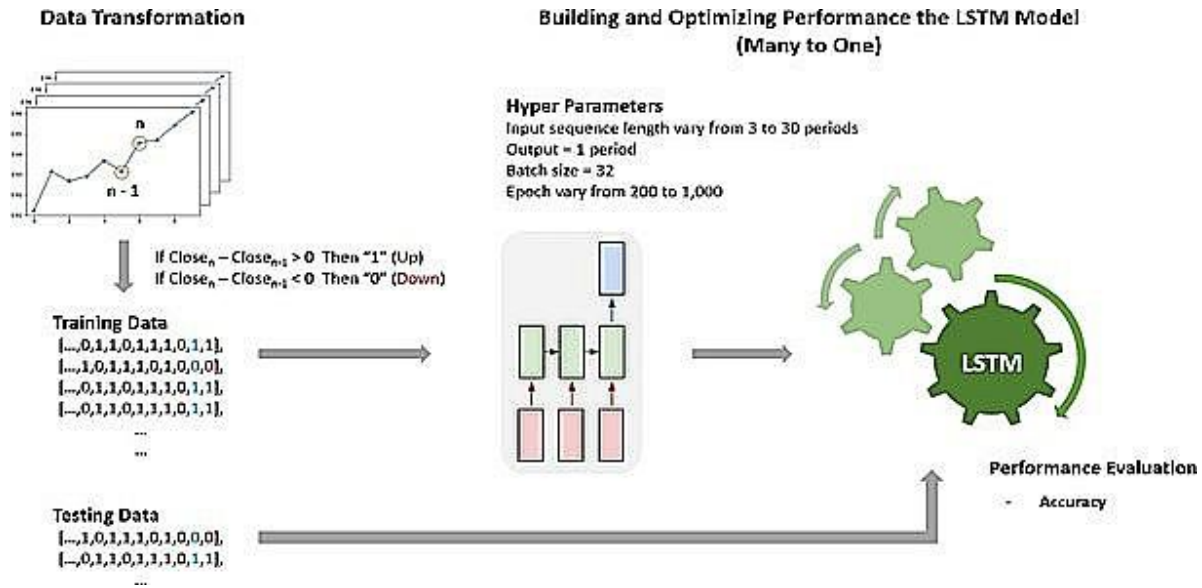 Data Transformation
Building and Optimizing Performance the LSTM Model
(Many to One)
n
n - 1
Hyper Parameters
Input sequence length vary from 3 to 30 periods
Output = 1 period
Batch size = 32
Epoch vary from 200 to 1,000
If Closeₙ – Closeₙ₋₁ > 0 Then “1” (Up)
If Closeₙ – Closeₙ₋₁ < 0 Then “0” (Down)
Training Data
[...,0,1,1,0,1,1,1,0,1,1],
[...,1,0,1,1,1,0,1,0,0,0],
[...,0,1,1,0,1,1,1,0,1,1],
[...,0,1,1,0,1,1,1,0,1,1],
...
...
LSTM
Performance Evaluation
- Accuracy
Testing Data
[...,1,0,1,1,1,0,1,0,0,0],
[...,0,1,1,0,1,1,1,0,1,1],
...